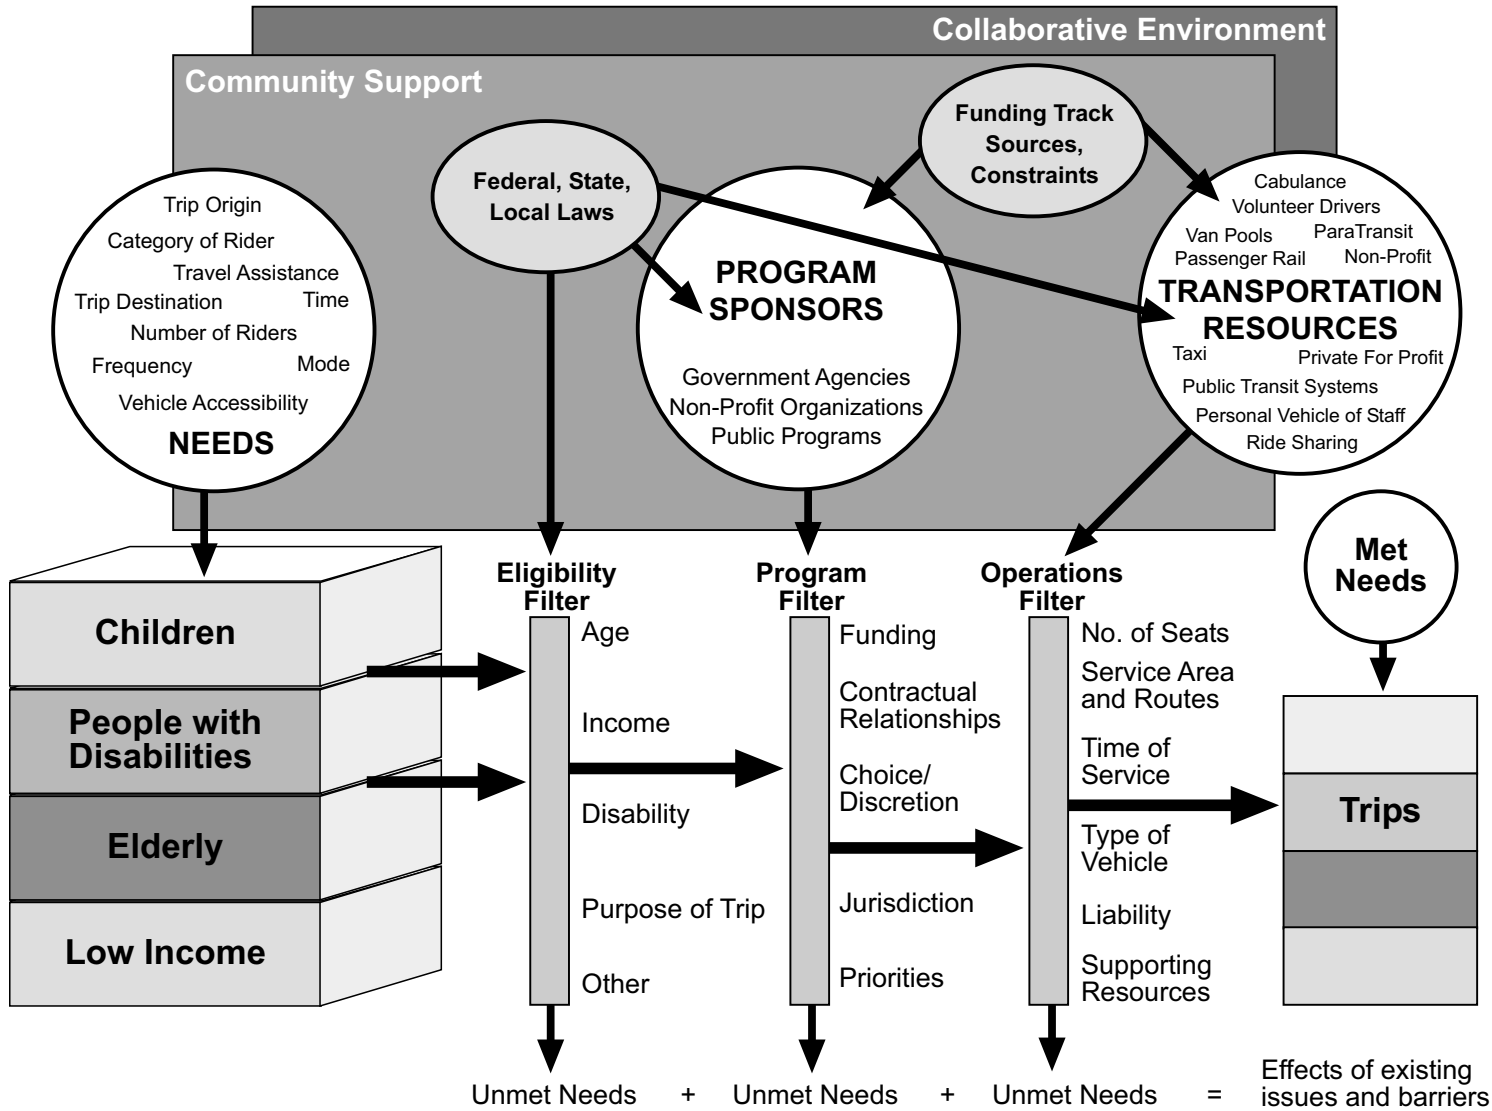 Collaborative Environment
Community Support
Funding Track
Sources,
Constraints
Federal, State,
Local Laws
Trip Origin
Category of Rider
Travel Assistance
Trip Destination
Time
Number of Riders
Frequency
Mode
Vehicle Accessibility
NEEDS
PROGRAM
SPONSORS
Government Agencies
Non-Profit Organizations
Public Programs
Cabulance
Volunteer Drivers
Van Pools
ParaTransit
Passenger Rail
Non-Profit
TRANSPORTATION
RESOURCES
Taxi
Private For Profit
Public Transit Systems
Personal Vehicle of Staff
Ride Sharing
Met
Needs
Children
People with
Disabilities
Elderly
Low Income
Eligibility
Filter
Age
Income
Disability
Purpose of Trip
Other
Program
Filter
Funding
Contractual
Relationships
Choice/
Discretion
Jurisdiction
Priorities
Operations
Filter
No. of Seats
Service Area
and Routes
Time of
Service
Type of
Vehicle
Liability
Supporting
Resources
Trips
Unmet Needs + Unmet Needs + Unmet Needs =
Effects of existing
issues and barriers